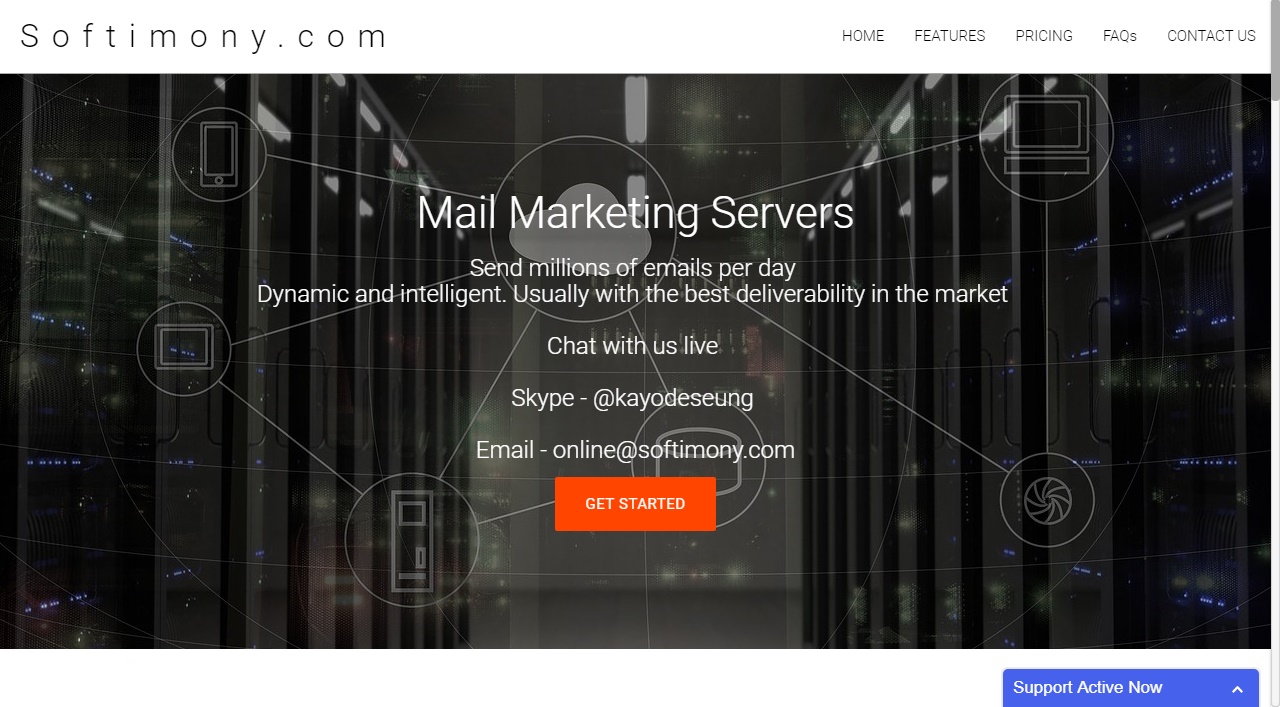 Softimony.com
HOME
FEATURES
PRICING
FAQs
CONTACT US
Mail Marketing Servers
Send millions of emails per day
Dynamic and intelligent. Usually with the best deliverability in the market
Chat with us live
Skype - @kayodeseung
Email - online@softimony.com
GET STARTED
Support Active Now